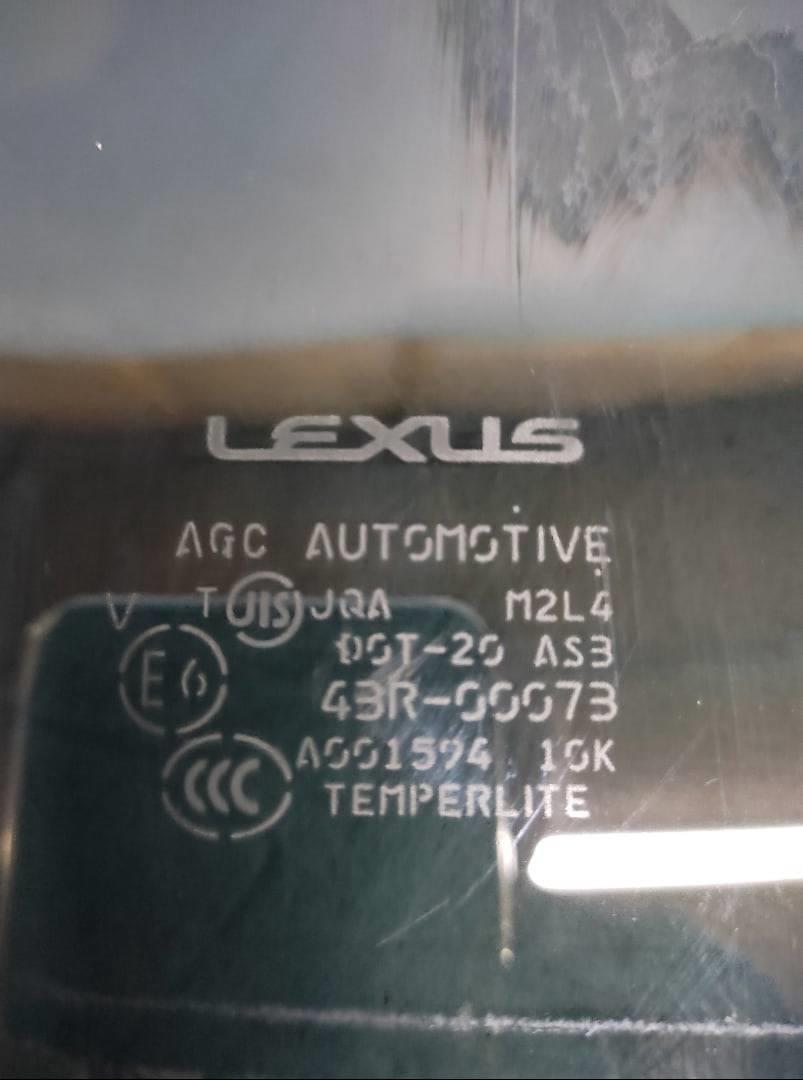 LEXUS
AGC AUTOMOTIVE
V T JIS JQA M2L4
DOT-20 AS3
E6 43R-00073
CCC A001594 10K
TEMPERLITE